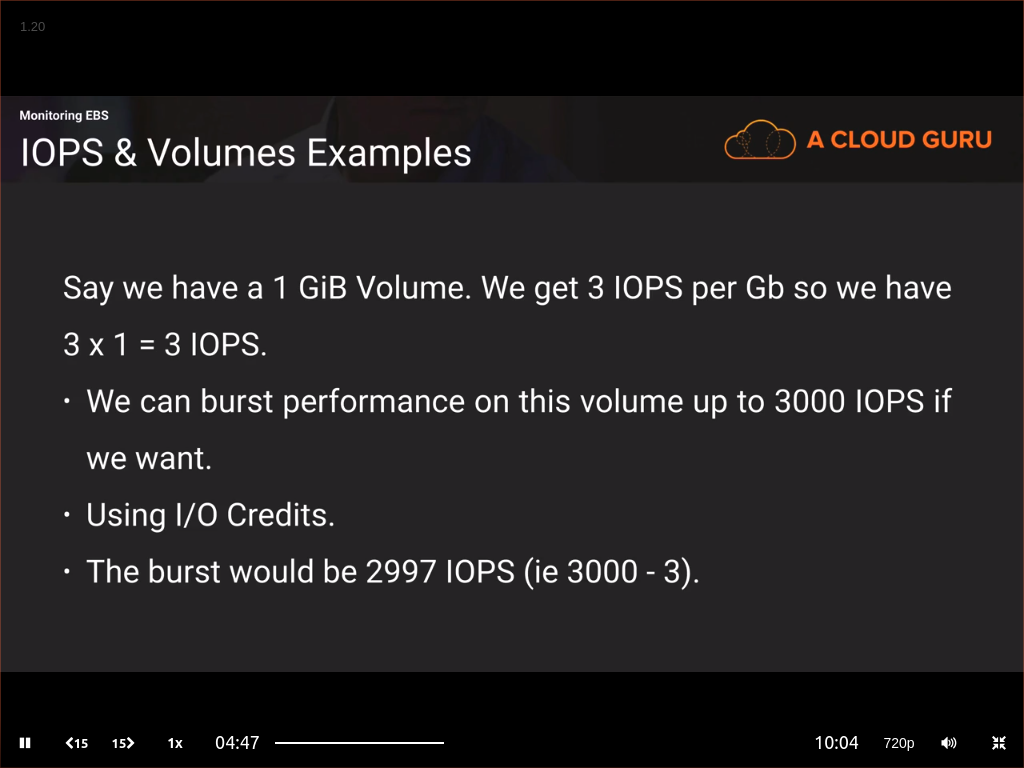 1.20
Monitoring EBS
IOPS & Volumes Examples
A CLOUD GURU
Say we have a 1 GiB Volume. We get 3 IOPS per Gb so we have
3 x 1 = 3 IOPS.
• We can burst performance on this volume up to 3000 IOPS if
we want.
• Using I/O Credits.
• The burst would be 2997 IOPS (ie 3000 - 3).
15 15 1x 04:47 10:04 720p